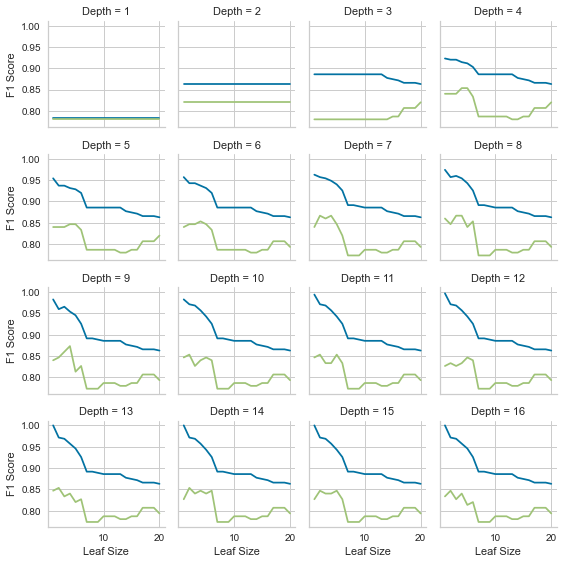 Depth = 1 Depth = 2 Depth = 3 Depth = 4
1.00
0.95
F1 Score
0.90
0.85
0.80
Depth = 5 Depth = 6 Depth = 7 Depth = 8
1.00
0.95
F1 Score
0.90
0.85
0.80
Depth = 9 Depth = 10 Depth = 11 Depth = 12
1.00
0.95
F1 Score
0.90
0.85
0.80
Depth = 13 Depth = 14 Depth = 15 Depth = 16
1.00
0.95
F1 Score
0.90
0.85
0.80
10 20 10 20 10 20 10 20
Leaf Size Leaf Size Leaf Size Leaf Size